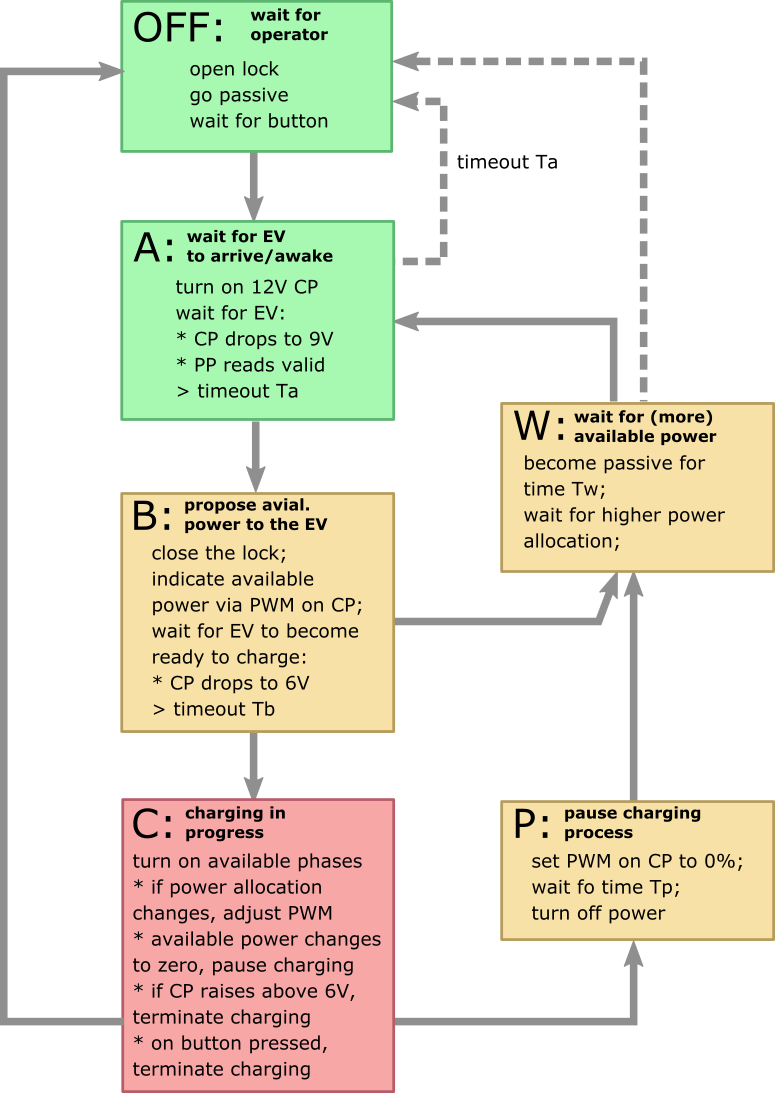 OFF: wait for
operator
open lock
go passive
wait for button
timeout Ta
A: wait for EV
to arrive/awake
turn on 12V CP
wait for EV:
* CP drops to 9V
* PP reads valid
> timeout Ta
W: wait for (more)
available power
become passive for
time Tw;
wait for higher power
allocation;
B: propose avial.
power to the EV
close the lock;
indicate available
power via PWM on CP;
wait for EV to become
ready to charge:
* CP drops to 6V
> timeout Tb
C: charging in
progress
turn on available phases
* if power allocation
changes, adjust PWM
* available power changes
to zero, pause charging
* if CP raises above 6V,
terminate charging
* on button pressed,
terminate charging
P: pause charging
process
set PWM on CP to 0%;
wait fo time Tp;
turn off power